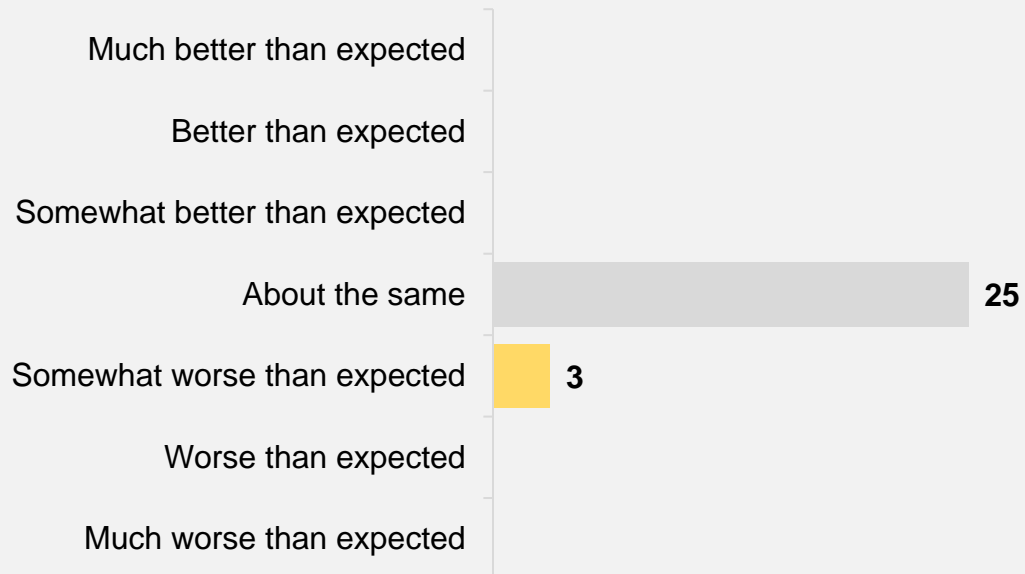 Much better than expected
Better than expected
Somewhat better than expected
About the same 25
Somewhat worse than expected 3
Worse than expected
Much worse than expected